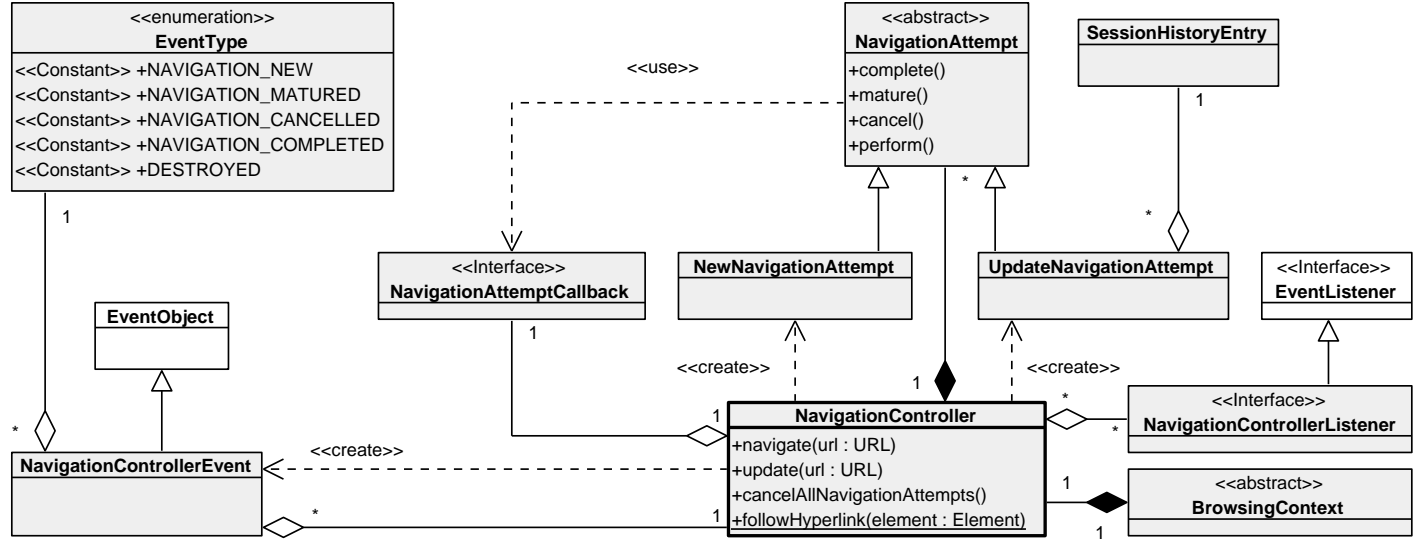 <<enumeration>>
EventType
<<Constant>> +NAVIGATION_NEW
<<Constant>> +NAVIGATION_MATURED
<<Constant>> +NAVIGATION_CANCELLED
<<Constant>> +NAVIGATION_COMPLETED
<<Constant>> +DESTROYED
<<use>>
<<abstract>>
NavigationAttempt
+complete()
+mature()
+cancel()
+perform()
SessionHistoryEntry
1
1
*
*
<<Interface>>
NavigationAttemptCallback
NewNavigationAttempt
UpdateNavigationAttempt
<<Interface>>
EventListener
EventObject
1
<<create>>
1
<<create>>
1
*
*
*
NavigationController
+navigate(url : URL)
+update(url : URL)
+cancelAllNavigationAttempts()
+followHyperlink(element : Element)
<<Interface>>
NavigationControllerListener
<<create>>
NavigationControllerEvent
*
1
1
1
<<abstract>>
BrowsingContext